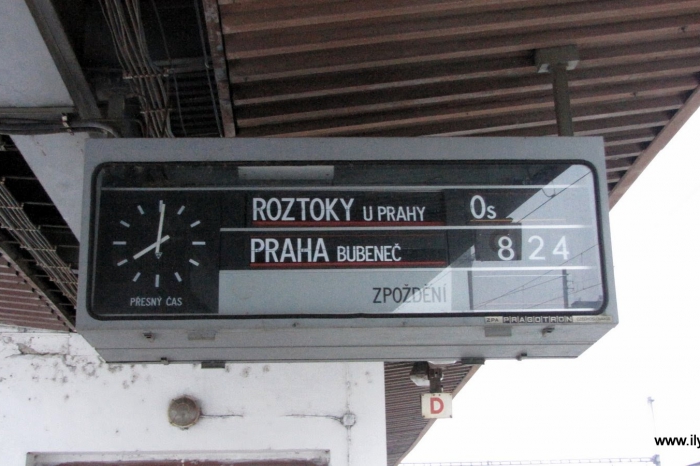 ROZTOKY U PRAHY Os
PRAHA BUBENEČ 8 24
ZPOŽDĚNÍ
PŘESNÝ ČAS
PRAGOTRON
D
www.ily